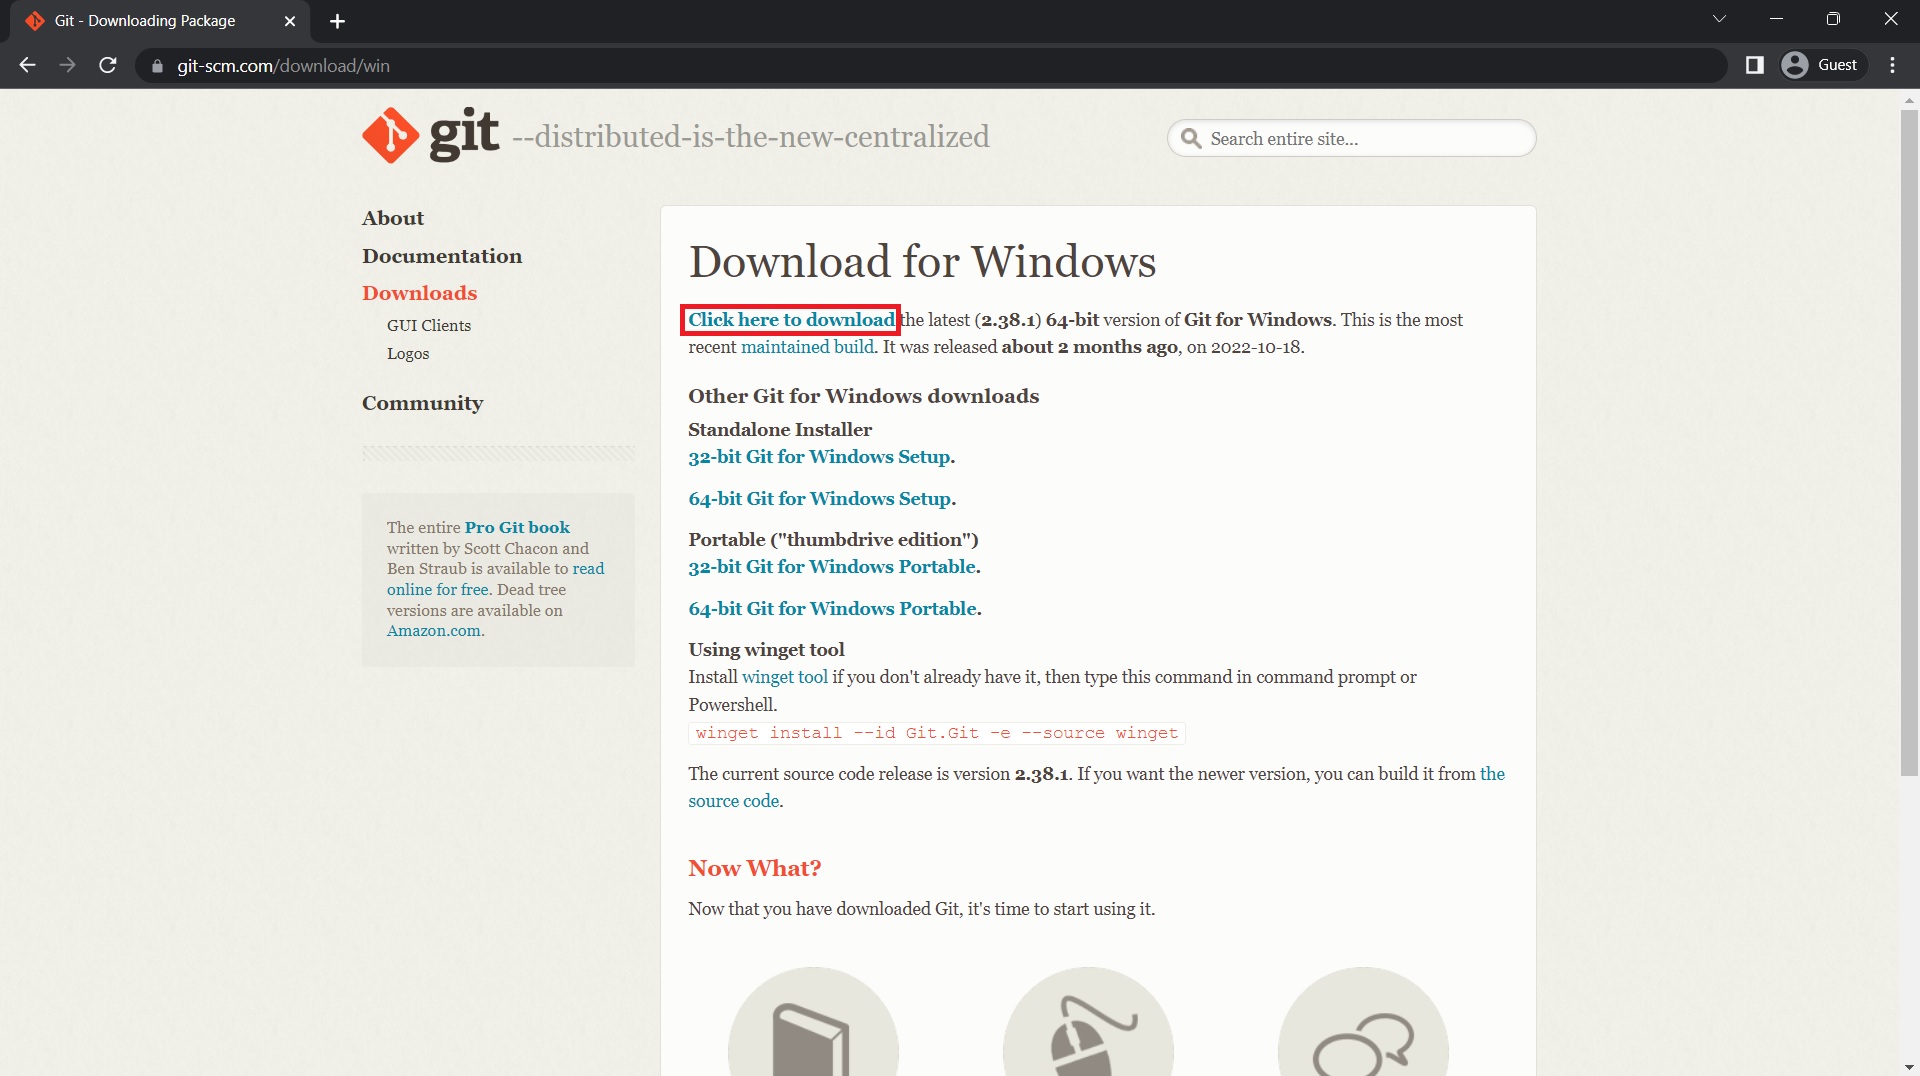 Git - Downloading Package
git-scm.com/download/win
Guest
git --distributed-is-the-new-centralized
Search entire site...
About
Documentation
Downloads
GUI Clients
Logos
Community
The entire Pro Git book
written by Scott Chacon and
Ben Straub is available to read
online for free. Dead tree
versions are available on
Amazon.com.
Download for Windows
Click here to download the latest (2.38.1) 64-bit version of Git for Windows. This is the most
recent maintained build. It was released about 2 months ago, on 2022-10-18.
Other Git for Windows downloads
Standalone Installer
32-bit Git for Windows Setup.
64-bit Git for Windows Setup.
Portable ("thumbdrive edition")
32-bit Git for Windows Portable.
64-bit Git for Windows Portable.
Using winget tool
Install winget tool if you don't already have it, then type this command in command prompt or
Powershell.
winget install --id Git.Git -e --source winget
The current source code release is version 2.38.1. If you want the newer version, you can build it from the
source code.
Now What?
Now that you have downloaded Git, it's time to start using it.